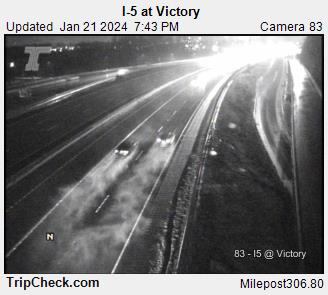 I-5 at Victory
Updated  Jan 21 2024  7:43 PM
Camera 83
T
N
83 - I5 @ Victory
TripCheck.com
Milepost306.80